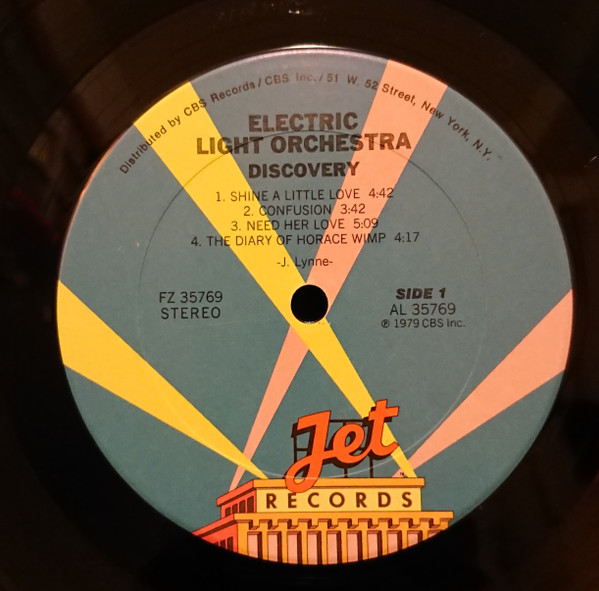 Distributed by CBS Records/CBS Inc./51 W. 52 Street, New York, N.Y.
ELECTRIC
LIGHT ORCHESTRA
DISCOVERY
1. SHINE A LITTLE LOVE 4:42
2. CONFUSION 3:42
3. NEED HER LOVE 5:09
4. THE DIARY OF HORACE WIMP 4:17
-J. Lynne-
FZ 35769
STEREO
SIDE 1
AL 35769
℗ 1979 CBS Inc.
Jet
RECORDS